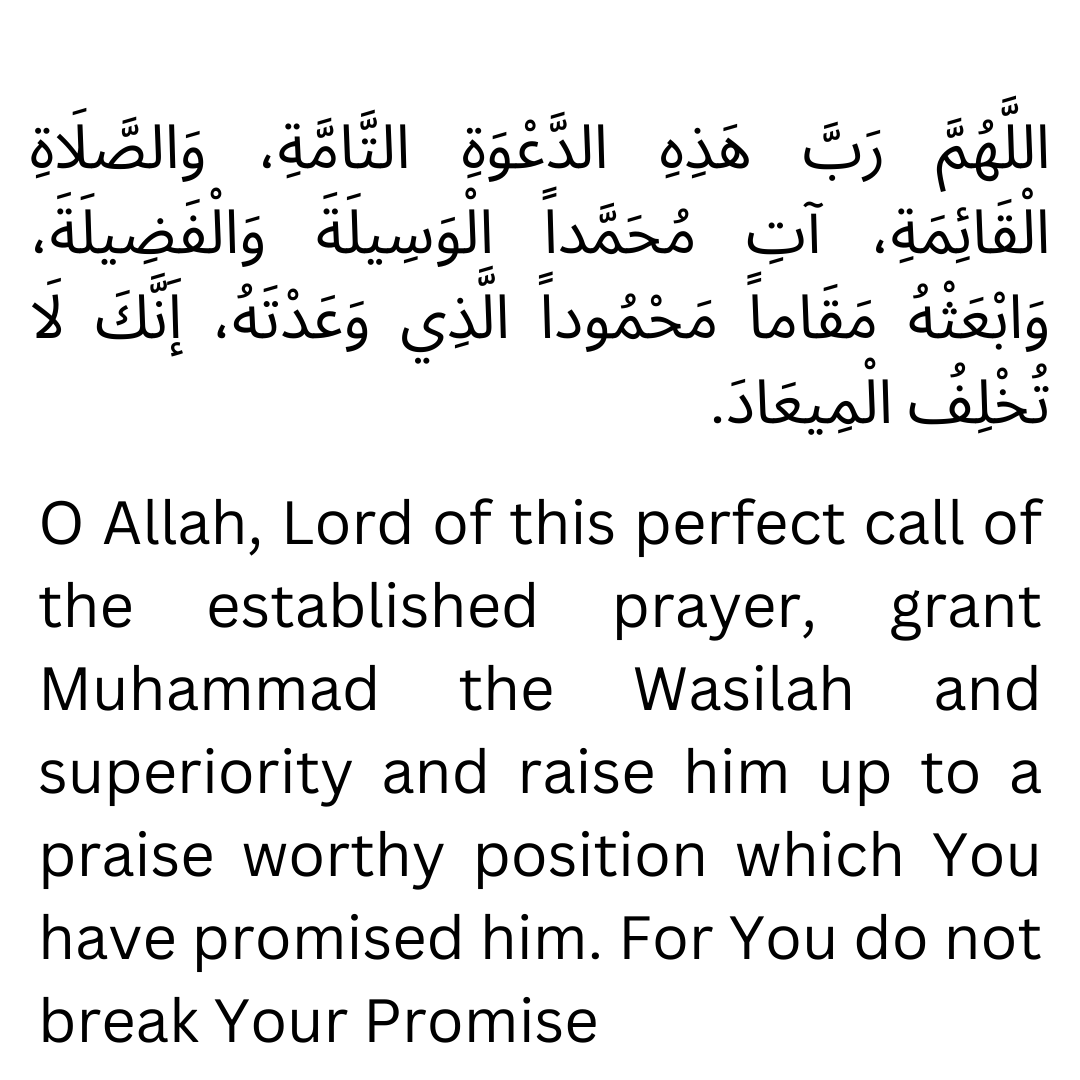 اللَّهُمَّ رَبَّ هَذِهِ الدَّعْوَةِ التَّامَّةِ، وَالصَّلَاةِ
الْقَائِمَةِ، آتِ مُحَمَّداً الْوَسِيلَةَ وَالْفَضِيلَةَ،
وَابْعَثْهُ مَقَاماً مَحْمُوداً الَّذِي وَعَدْتَهُ، إَنَّكَ لَا
تُخْلِفُ الْمِيعَادَ.
O Allah, Lord of this perfect call of
the established prayer, grant
Muhammad the Wasilah and
superiority and raise him up to a
praise worthy position which You
have promised him. For You do not
break Your Promise